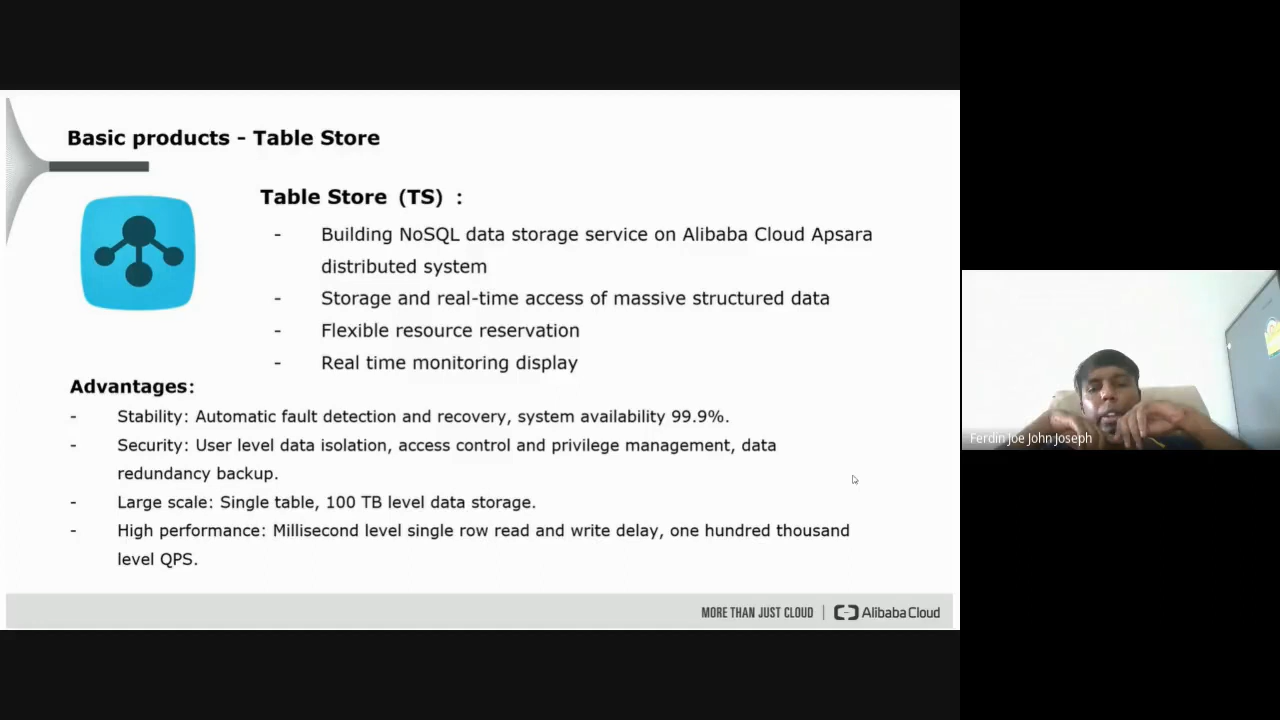 Basic products - Table Store
Table Store (TS) :
- Building NoSQL data storage service on Alibaba Cloud Apsara
distributed system
- Storage and real-time access of massive structured data
- Flexible resource reservation
- Real time monitoring display
Advantages:
- Stability: Automatic fault detection and recovery, system availability 99.9%.
- Security: User level data isolation, access control and privilege management, data
redundancy backup.
- Large scale: Single table, 100 TB level data storage.
- High performance: Millisecond level single row read and write delay, one hundred thousand
level QPS.
MORE THAN JUST CLOUD | Alibaba Cloud
Ferdin Joe John Joseph